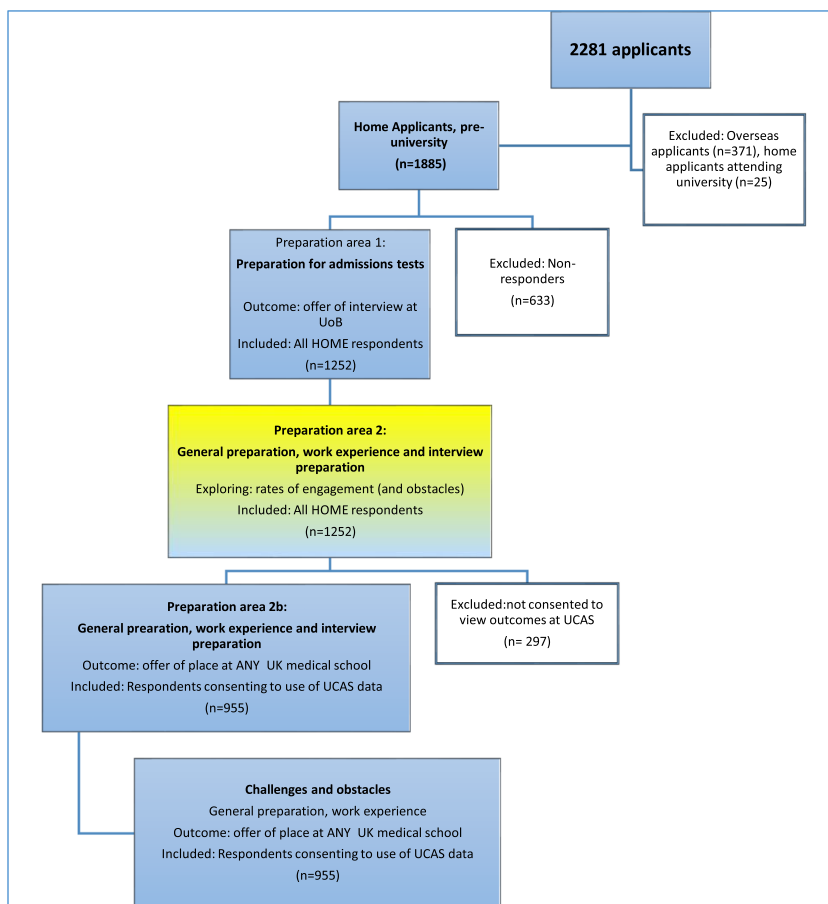 2281 applicants
Home Applicants, pre-
university
(n=1885)
Excluded: Overseas
applicants (n=371), home
applicants attending
university (n=25)
Preparation area 1:
Preparation for admissions tests
Outcome: offer of interview at
UoB
Included: All HOME respondents
(n=1252)
Excluded: Non-
responders
(n=633)
Preparation area 2:
General preparation, work experience and interview
preparation
Exploring: rates of engagement (and obstacles)
Included: All HOME respondents
(n=1252)
Preparation area 2b:
General prearation, work experience and interview
preparation
Outcome: offer of place at ANY  UK medical school
Included: Respondents consenting to use of UCAS data
(n=955)
Excluded:not consented to
view outcomes at UCAS
(n= 297)
Challenges and obstacles
General preparation, work experience
Outcome: offer of place at ANY  UK medical school
Included: Respondents consenting to use of UCAS data
(n=955)